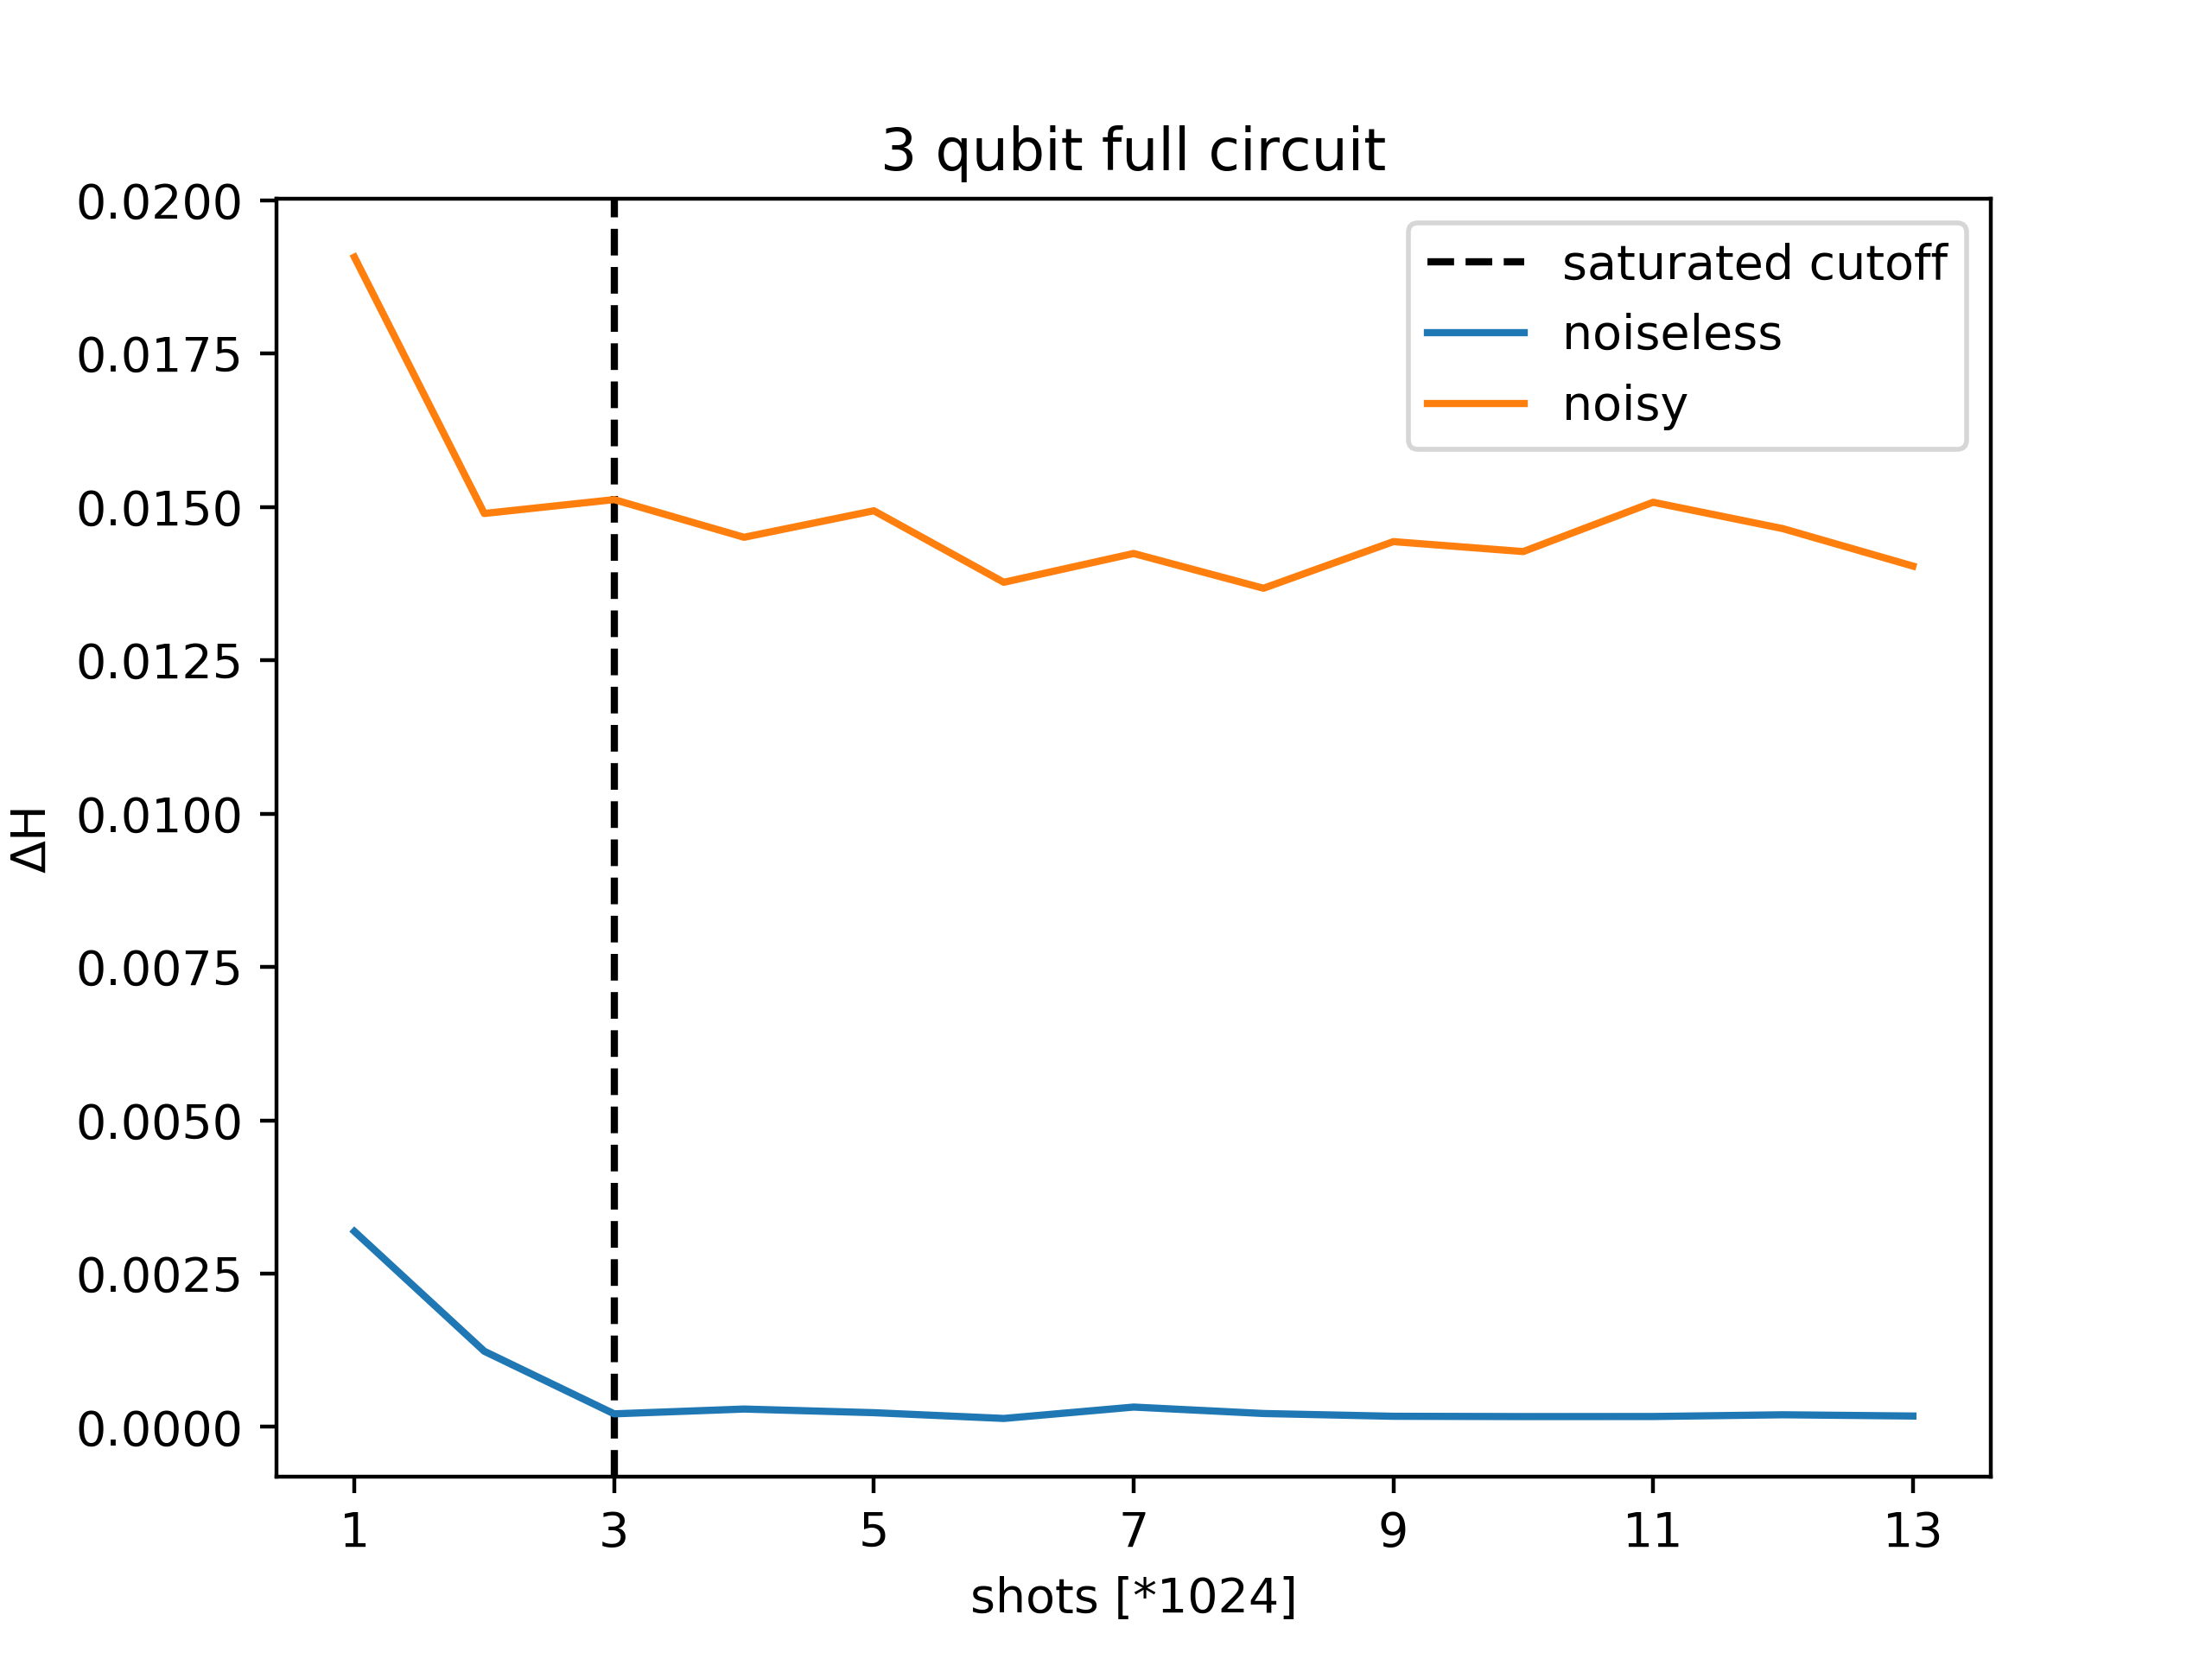 3 qubit full circuit
0.0200
0.0175
0.0150
0.0125
0.0100
0.0075
0.0050
0.0025
0.0000
ΔH
saturated cutoff
noiseless
noisy
1 3 5 7 9 11 13
shots [*1024]